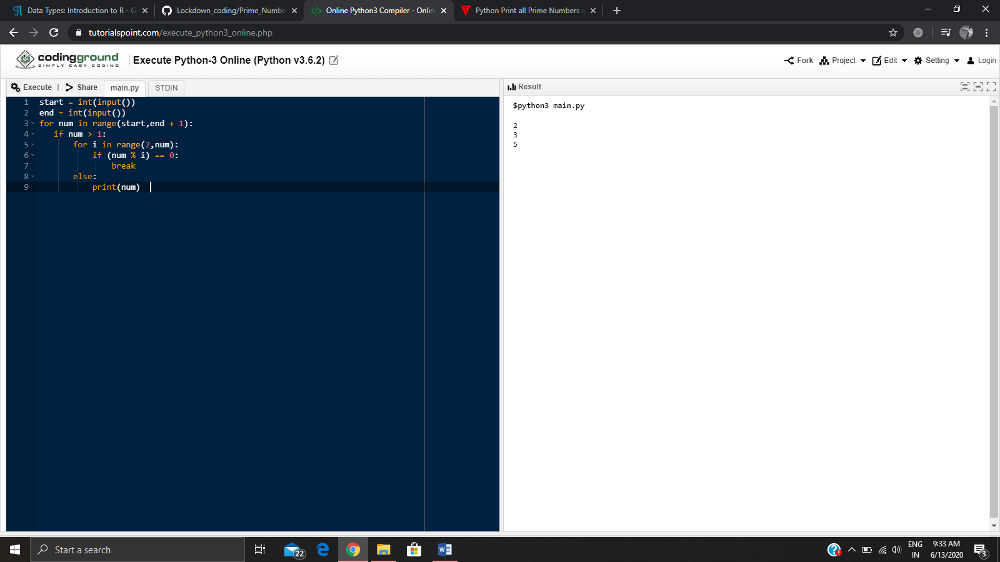 Data Types: Introduction to R - G
Lockdown_coding/Prime_Numbe
Online Python3 Compiler - Onlin
Python Print all Prime Numbers i
tutorialspoint.com/execute_python3_online.php
codingground
SIMPLY EASY CODING
Execute Python-3 Online (Python v3.6.2)
Fork
Project
Edit
Setting
Login
Execute | Share
main.py
STDIN
Result
1 start = int(input())
2 end = int(input())
3 for num in range(start,end + 1):
4 if num > 1:
5 for i in range(2,num):
6 if (num % i) == 0:
7 break
8 else:
9 print(num)
$python3 main.py
2
3
5
Start a search
22
ENG
IN
9:33 AM
6/13/2020
3